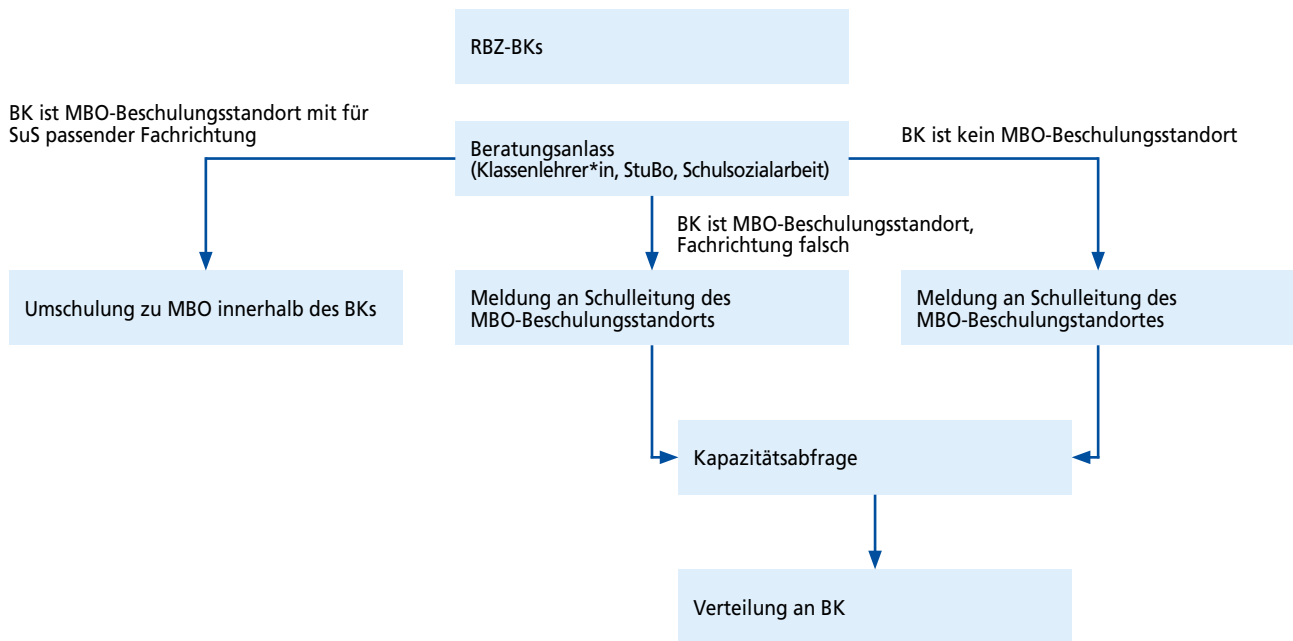 RBZ-BKs
BK ist MBO-Beschulungsstandort mit für
SuS passender Fachrichtung
Beratungsanlass
(Klassenlehrer*in, StuBo, Schulsozialarbeit)
BK ist kein MBO-Beschulungsstandort
BK ist MBO-Beschulungsstandort,
Fachrichtung falsch
Umschulung zu MBO innerhalb des BKs
Meldung an Schulleitung des
MBO-Beschulungsstandorts
Meldung an Schulleitung des
MBO-Beschulungstandortes
Kapazitätsabfrage
Verteilung an BK